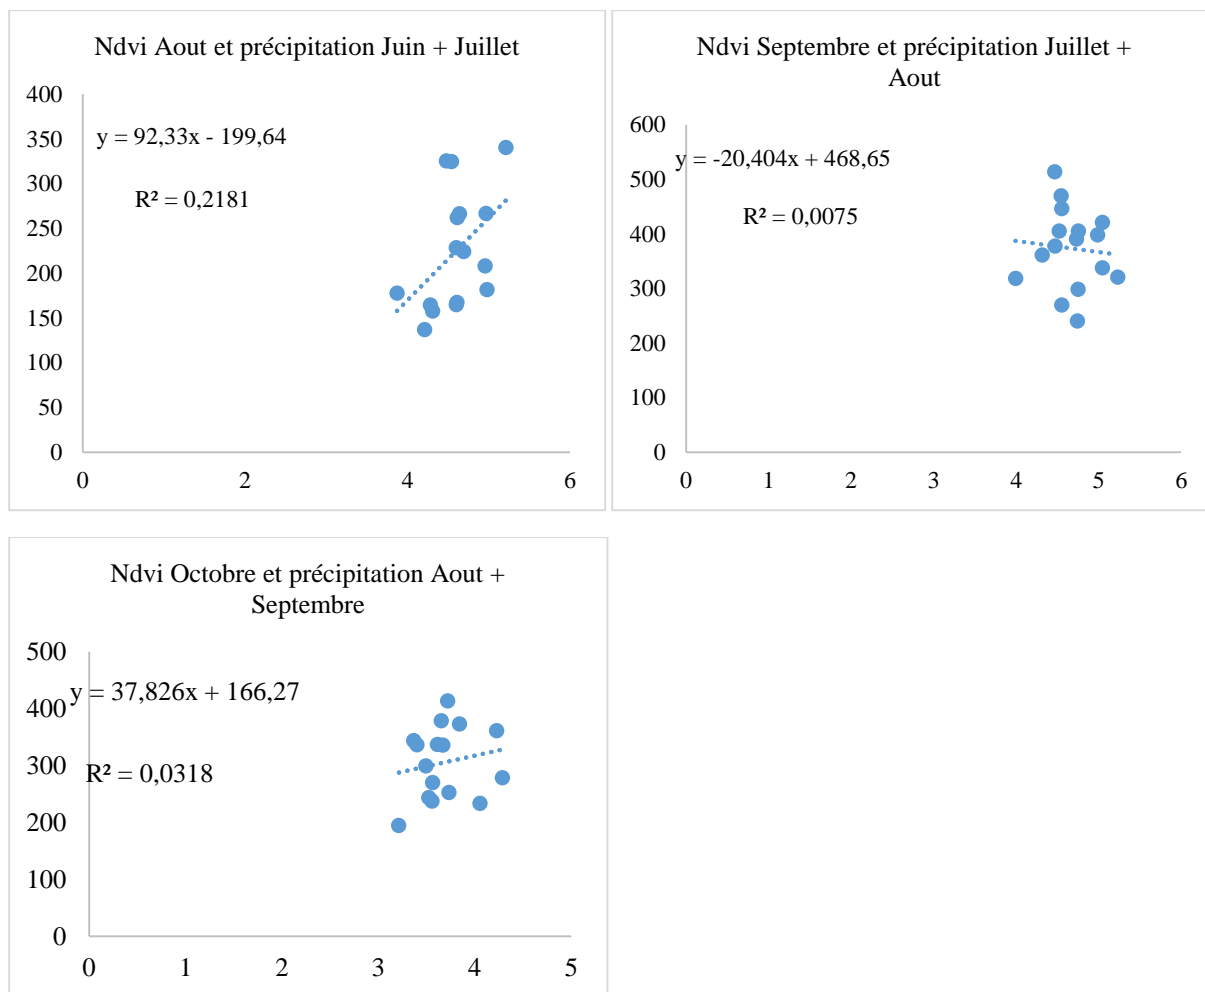 Ndvi Aout et précipitation Juin + Juillet
400
350
300
250
200
150
100
50
0
y = 92,33x - 199,64
R² = 0,2181
0 2 4 6
Ndvi Septembre et précipitation Juillet +
Aout
600
500
400
300
200
100
0
y = -20,404x + 468,65
R² = 0,0075
0 1 2 3 4 5 6
Ndvi Octobre et précipitation Aout +
Septembre
500
400
300
200
100
0
y = 37,826x + 166,27
R² = 0,0318
0 1 2 3 4 5